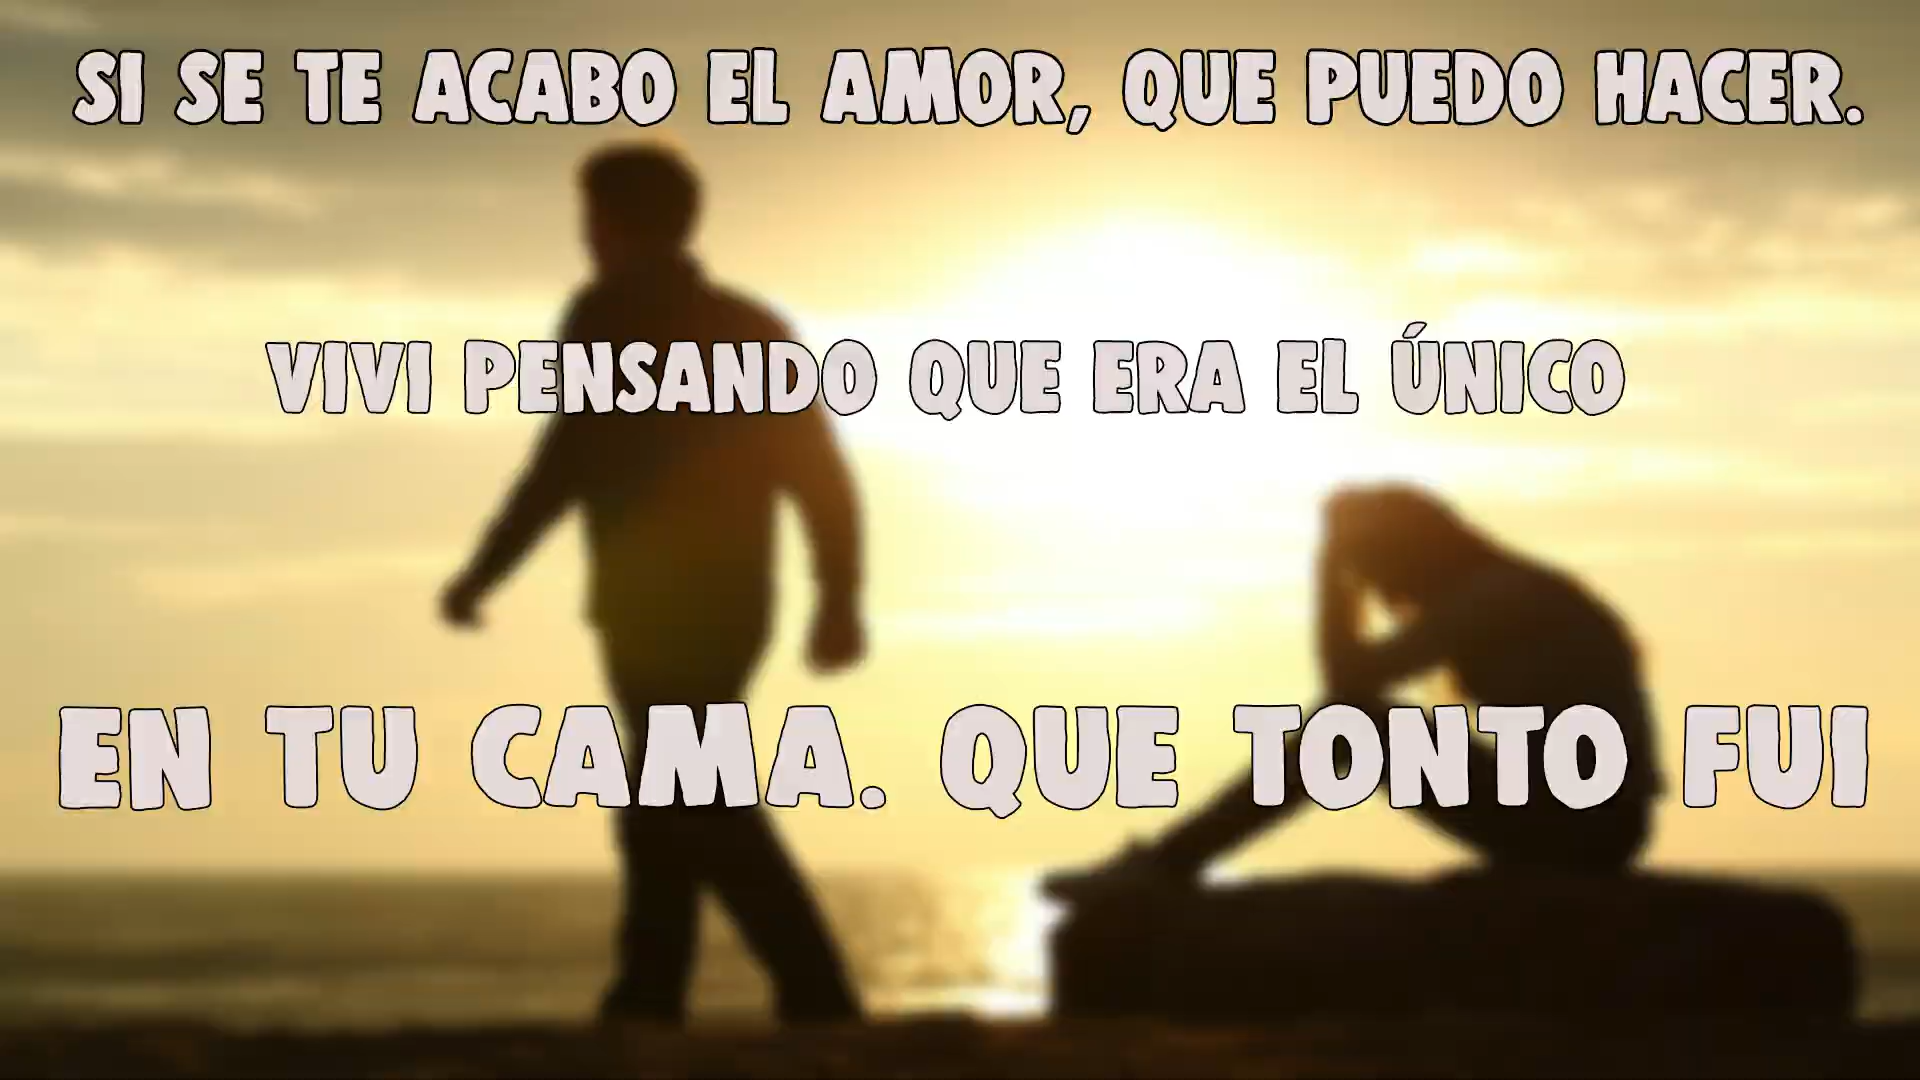 SI SE TE ACABO EL AMOR, QUE PUEDO HACER.
VIVI PENSANDO QUE ERA EL ÚNICO
EN TU CAMA. QUE TONTO FUI